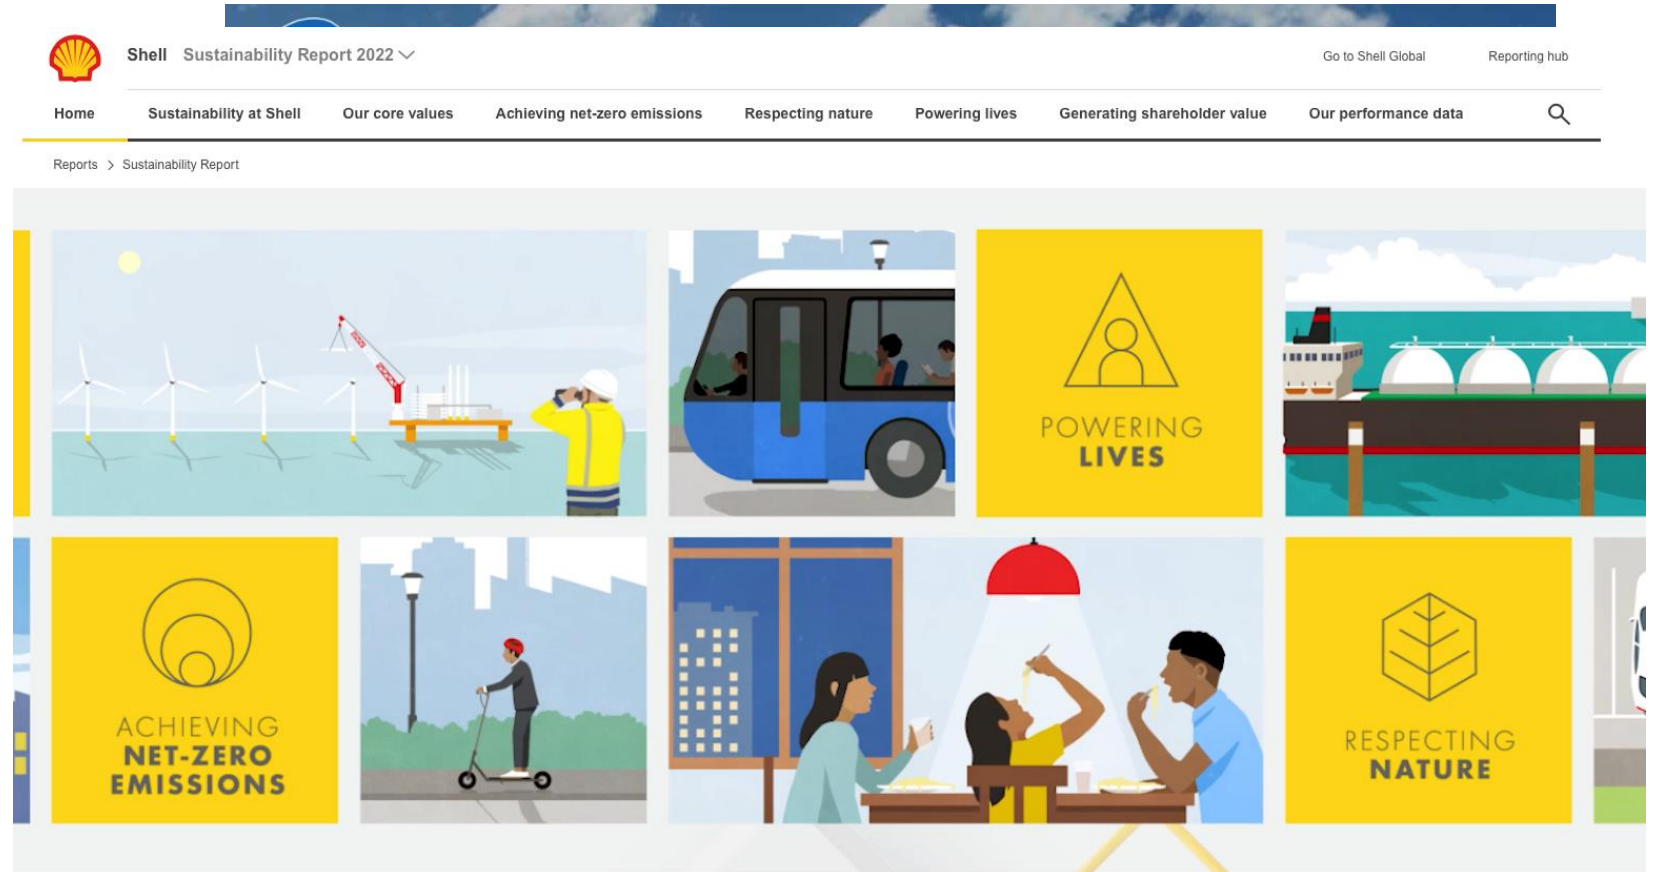 Shell Sustainability Report 2022
Go to Shell Global Reporting hub
Home Sustainability at Shell Our core values Achieving net-zero emissions Respecting nature Powering lives Generating shareholder value Our performance data
Reports > Sustainability Report
POWERING
LIVES
ACHIEVING
NET-ZERO
EMISSIONS
RESPECTING
NATURE